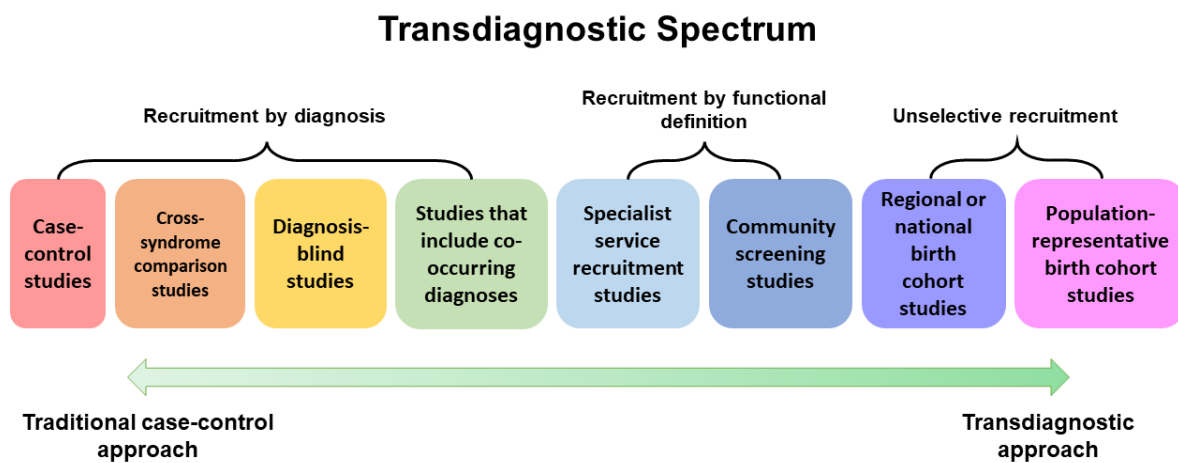 Transdiagnostic Spectrum
Recruitment by diagnosis
Recruitment by functional
definition
Unselective recruitment
Case-
control
studies
Cross-
syndrome
comparison
studies
Diagnosis-
blind
studies
Studies that
include co-
occurring
diagnoses
Specialist
service
recruitment
studies
Community
screening
studies
Regional or
national
birth
cohort
studies
Population-
representative
birth cohort
studies
Traditional case-control
approach
Transdiagnostic
approach